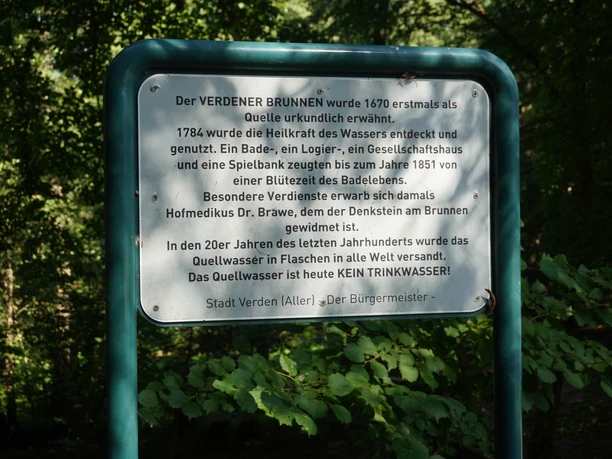 Der VERDENER BRUNNEN wurde 1670 erstmals als
Quelle urkundlich erwähnt.
1784 wurde die Heilkraft des Wassers entdeckt und
genutzt. Ein Bade-, ein Logier-, ein Gesellschaftshaus
und eine Spielbank zeugten bis zum Jahre 1851 von
einer Blütezeit des Badelebens.
Besondere Verdienste erwarb sich damals
Hofmedikus Dr. Brawe, dem der Denkstein am Brunnen
gewidmet ist.
In den 20er Jahren des letzten Jahrhunderts wurde das
Quellwasser in Flaschen in alle Welt versandt.
Das Quellwasser ist heute KEIN TRINKWASSER!
Stadt Verden (Aller) - Der Bürgermeister -